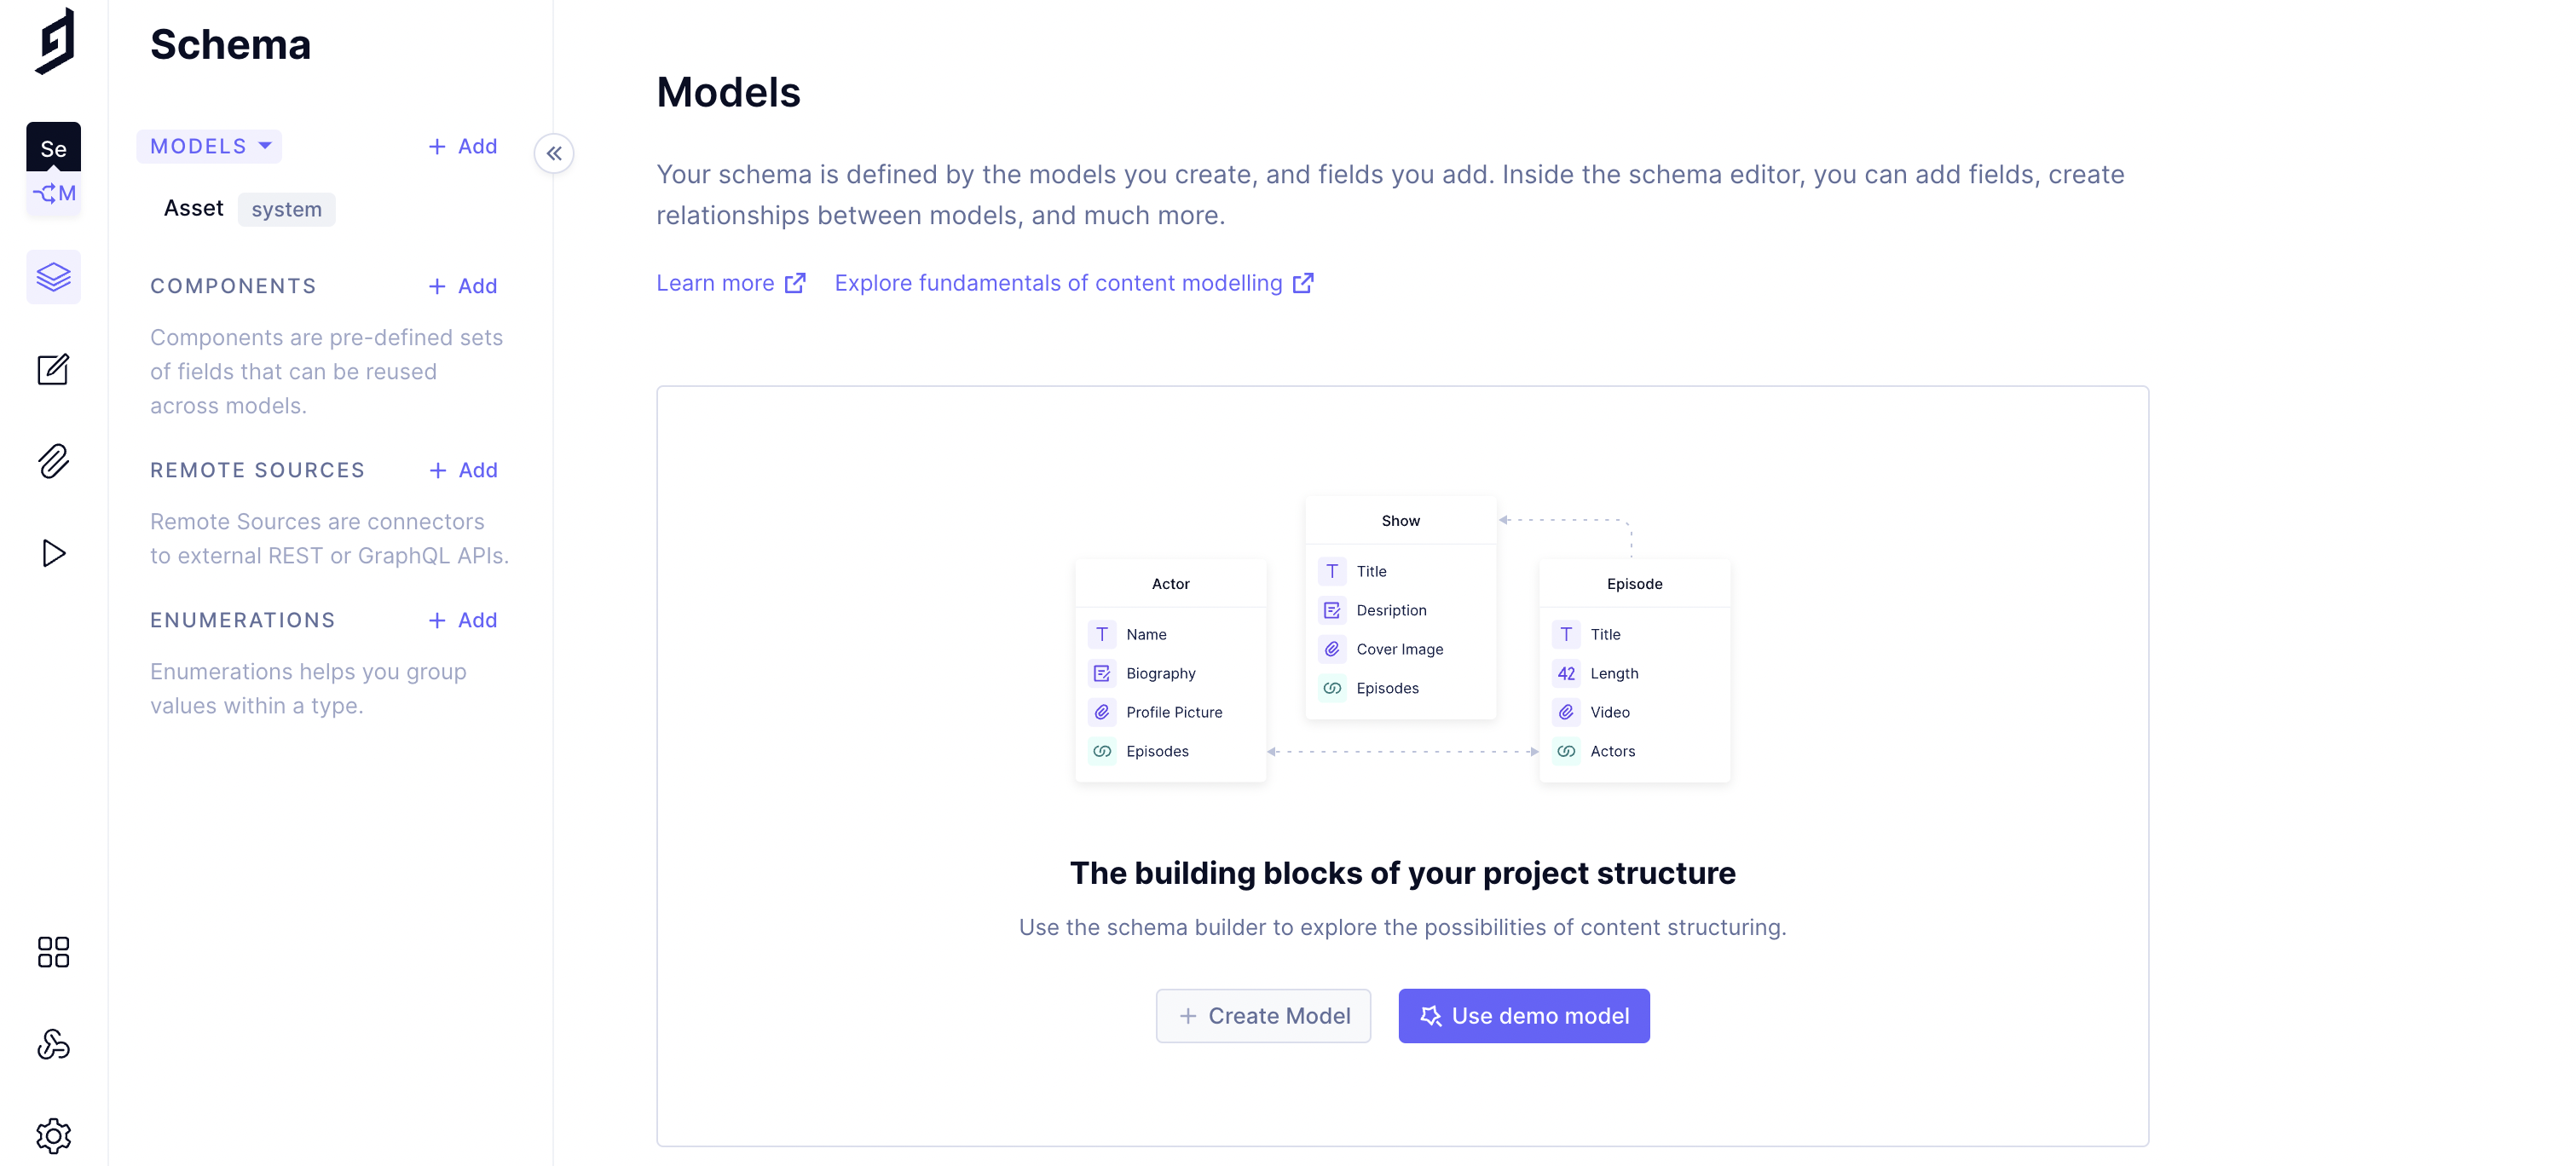 Schema
Se
M
MODELS
+ Add
Asset
system
COMPONENTS
+ Add
Components are pre-defined sets
of fields that can be reused
across models.
REMOTE SOURCES
+ Add
Remote Sources are connectors
to external REST or GraphQL APIs.
ENUMERATIONS
+ Add
Enumerations helps you group
values within a type.
Models
Your schema is defined by the models you create, and fields you add. Inside the schema editor, you can add fields, create
relationships between models, and much more.
Learn more
Explore fundamentals of content modelling
Actor
T Name
Biography
Profile Picture
Episodes
Show
T Title
Desription
Cover Image
Episodes
Episode
T Title
42 Length
Video
Actors
The building blocks of your project structure
Use the schema builder to explore the possibilities of content structuring.
+ Create Model
Use demo model